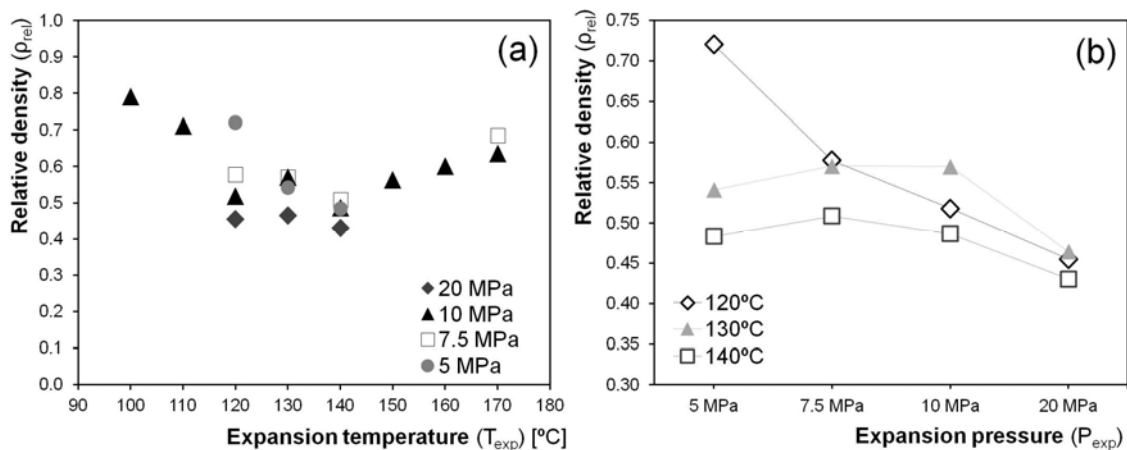 (a)
Relative density (ρrel)
1.0
0.9
0.8
0.7
0.6
0.5
0.4
0.3
0.2
0.1
0.0
20 MPa
10 MPa
7.5 MPa
5 MPa
90 100 110 120 130 140 150 160 170 180
Expansion temperature (Texp) [ºC]
(b)
Relative density (ρrel)
0.75
0.70
0.65
0.60
0.55
0.50
0.45
0.40
0.35
0.30
120ºC
130ºC
140ºC
5 MPa 7.5 MPa 10 MPa 20 MPa
Expansion pressure (Pexp)